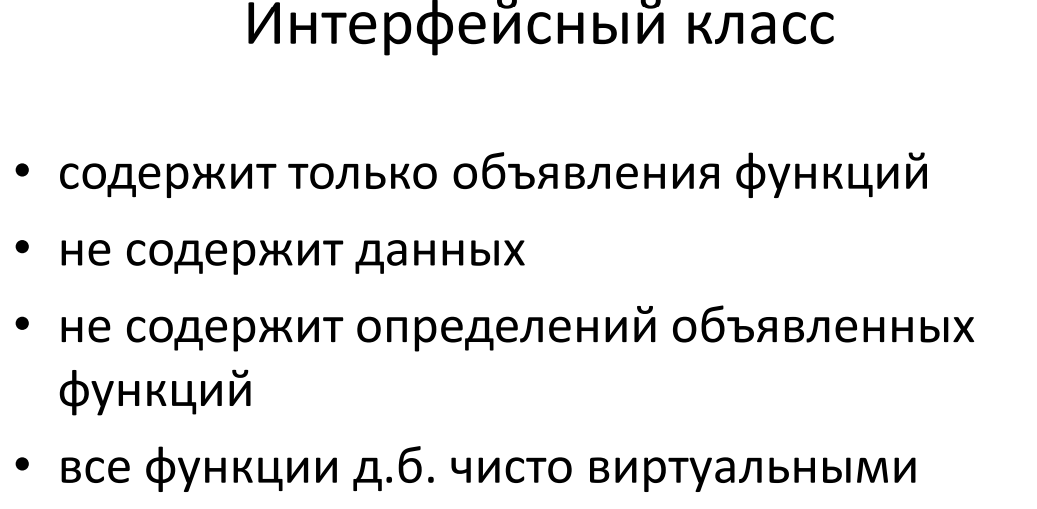 Интерфейсный класс
• содержит только объявления функций
• не содержит данных
• не содержит определений объявленных
функций
• все функции д.б. чисто виртуальными